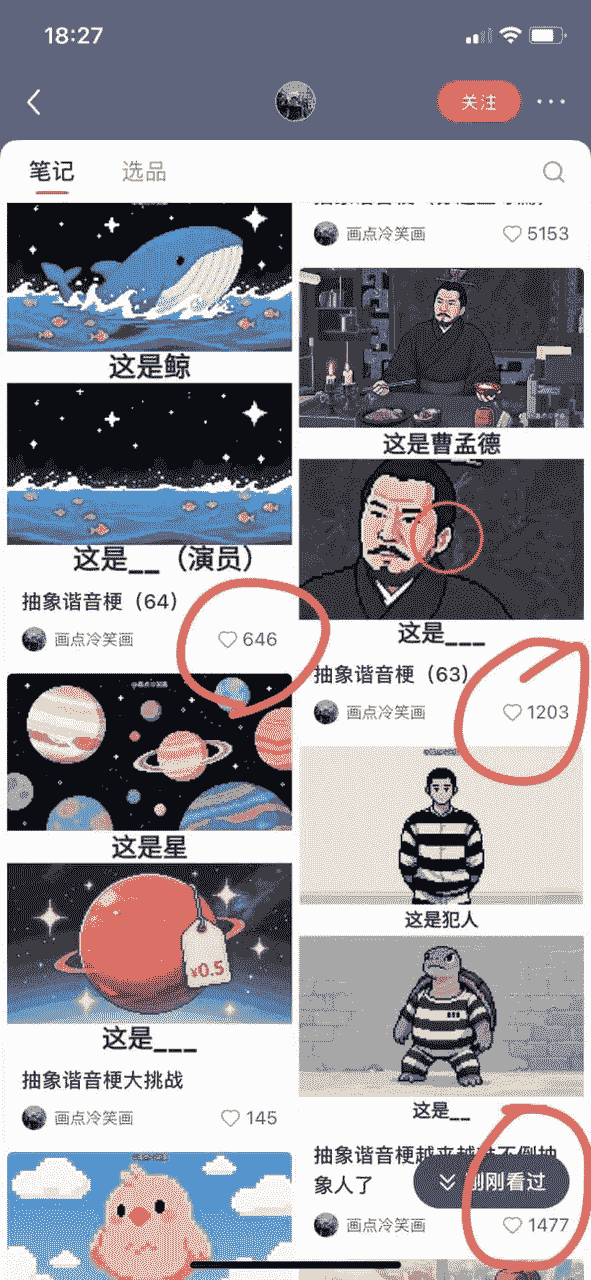 18:27
关注
笔记
选品
画点冷笑画
5153
这是鲸
这是__（演员）
抽象谐音梗（64）
画点冷笑画
646
这是曹孟德
这是___
抽象谐音梗（63）
画点冷笑画
1203
这是星
¥0.5
这是___
抽象谐音梗大挑战
画点冷笑画
145
这是犯人
这是__
抽象谐音梗越来越
不倒抽
象人了
刚刚看过
画点冷笑画
1477